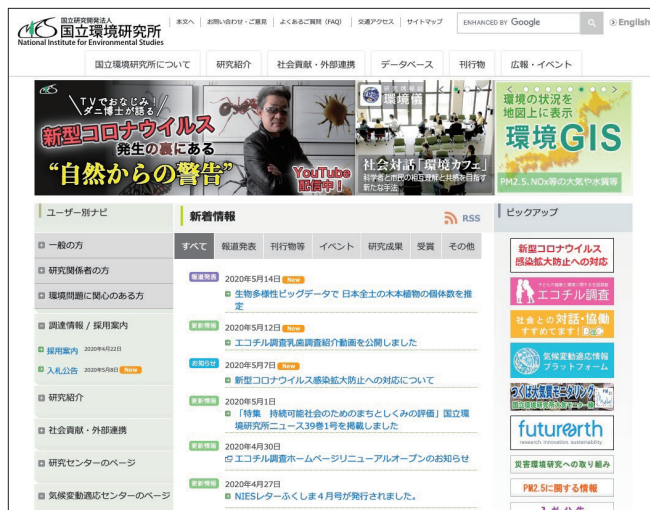 国立研究開発法人
国立環境研究所
National Institute for Environmental Studies
本文へ
お問い合わせ・ご意見
よくあるご質問 (FAQ)
交通アクセス
サイトマップ
ENHANCED BY Google
English
国立環境研究所について
研究紹介
社会貢献・外部連携
データベース
刊行物
広報・イベント
TVでおなじみ!
ダニ博士が語る
新型コロナウイルス
発生の裏にある
“自然からの警告”
YouTube
配信中!
環境儀
社会対話「環境カフェ」
科学者と市民の相互理解と共感を目指す
新たな手法
環境の状況を
地図上に表示
環境GIS
PM2.5、NOx等の大気や水質等
ユーザー別ナビ
一般の方
研究関係者の方
環境問題に関心のある方
調達情報 / 採用案内
採用案内 2020年4月22日
入札公告 2020年5月8日 New
研究紹介
社会貢献・外部連携
研究センターのページ
気候変動適応センターのページ
新着情報
RSS
すべて
報道発表
刊行物等
イベント
研究成果
受賞
その他
報道発表 2020年5月14日 New
生物多様性ビッグデータで 日本全土の木本植物の個体数を推
定
更新情報 2020年5月12日 New
エコチル調査乳歯調査紹介動画を公開しました
お知らせ 2020年5月7日 New
新型コロナウイルス感染拡大防止への対応について
更新情報 2020年5月1日
「特集 持続可能社会のためのまちとしくみの評価」国立環
境研究所ニュース39巻1号を掲載しました
更新情報 2020年4月30日
エコチル調査ホームページリニューアルオープンのお知らせ
更新情報 2020年4月27日
NIESレターふくしま4月号が発行されました。
ピックアップ
新型コロナウイルス
感染拡大防止への対応
子どもの健康と環境に関する全国調査
エコチル調査
社会との対話・協働
すすめてます!
気候変動適応情報
プラットフォーム
つくば大気質モニタリング
futurerth
research. innovation. sustainability.
災害環境研究への取り組み
PM2.5に関する情報